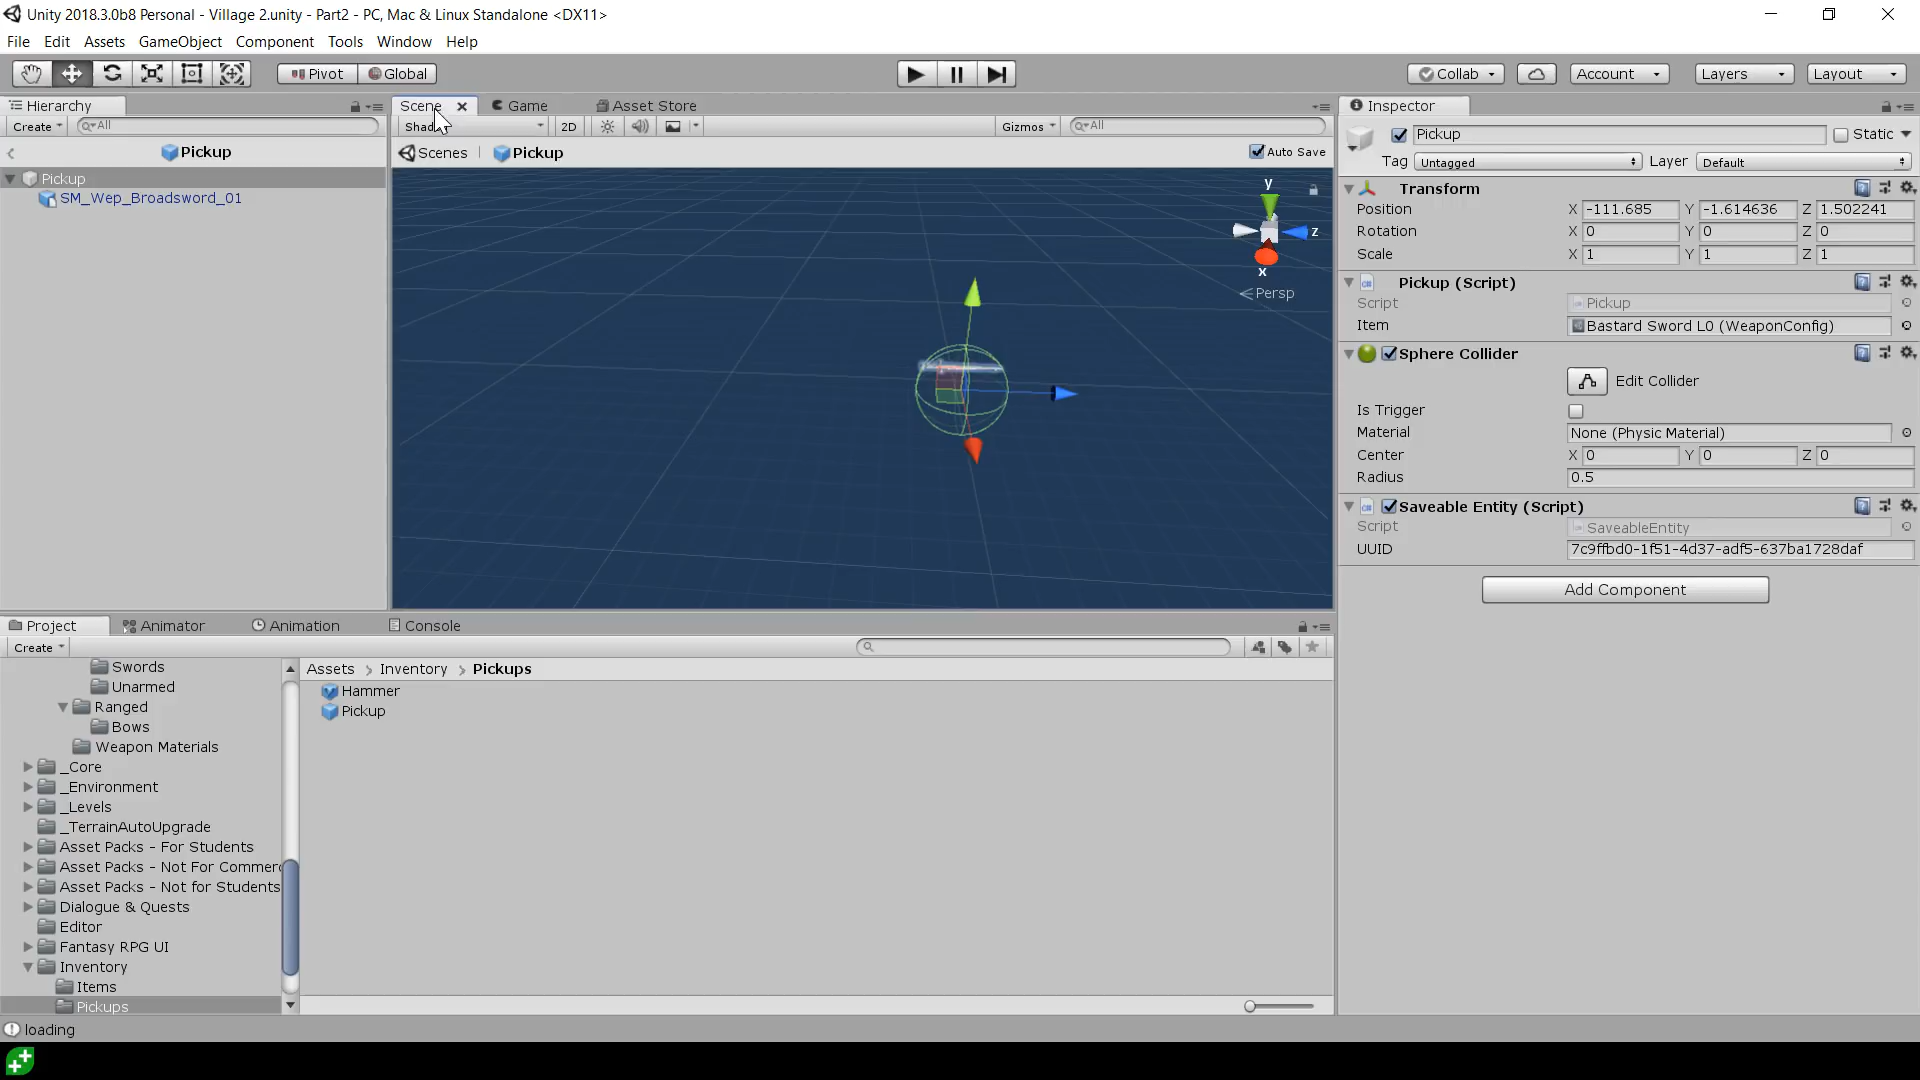 Unity 2018.3.0b8 Personal - Village 2.unity - Part2 - PC, Mac & Linux Standalone <DX11>
File Edit Assets GameObject Component Tools Window Help
Pivot Global Collab Account Layers Layout
Hierarchy
Create All
Pickup
Pickup
SM_Wep_Broadsword_01
Scene Game Asset Store
Shad 2D Gizmos All
Scenes Pickup Auto Save
y
z
x
Persp
Inspector
Pickup Static
Tag Untagged Layer Default
Transform
Position X -111.685 Y -1.614636 Z 1.502241
Rotation X 0 Y 0 Z 0
Scale X 1 Y 1 Z 1
Pickup (Script)
Script Pickup
Item Bastard Sword L0 (WeaponConfig)
Sphere Collider
Edit Collider
Is Trigger
Material None (Physic Material)
Center X 0 Y 0 Z 0
Radius 0.5
Saveable Entity (Script)
Script SaveableEntity
UUID 7c9ffbd0-1f51-4d37-adf5-637ba1728daf
Add Component
Project Animator Animation Console
Create
Swords
Unarmed
Ranged
Bows
Weapon Materials
_Core
_Environment
_Levels
_TerrainAutoUpgrade
Asset Packs - For Students
Asset Packs - Not For Commerc
Asset Packs - Not for Students
Dialogue & Quests
Editor
Fantasy RPG UI
Inventory
Items
Pickups
Assets > Inventory > Pickups
Hammer
Pickup
loading